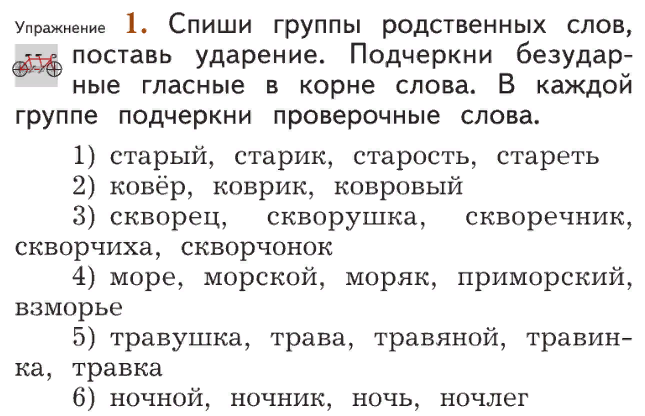 Упражнение 1. Спиши группы родственных слов,
поставь ударение. Подчеркни безудар-
ные гласные в корне слова. В каждой
группе подчеркни проверочные слова.
1) старый, старик, старость, стареть
2) ковёр, коврик, ковровый
3) скворец, скворушка, скворечник,
скворчиха, скворчонок
4) море, морской, моряк, приморский,
взморье
5) травушка, трава, травяной, травин-
ка, травка
6) ночной, ночник, ночь, ночлег